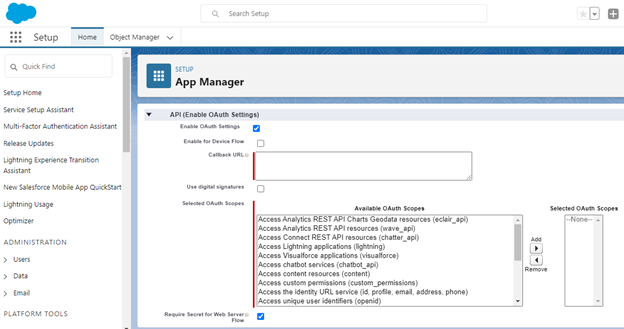 Search Setup
Setup
Home
Object Manager
Quick Find
Setup Home
Service Setup Assistant
Multi-Factor Authentication Assistant
Release Updates
Lightning Experience Transition
Assistant
New Salesforce Mobile App QuickStart
Lightning Usage
Optimizer
ADMINISTRATION
Users
Data
Email
PLATFORM TOOLS
SETUP
App Manager
API (Enable OAuth Settings)
Enable OAuth Settings
Enable for Device Flow
Callback URL
Use digital signatures
Selected OAuth Scopes
Available OAuth Scopes
Access Analytics REST API Charts Geodata resources (eclair_api)
Access Analytics REST API resources (wave_api)
Access Connect REST API resources (chatter_api)
Access Lightning applications (lightning)
Access Visualforce applications (visualforce)
Access chatbot services (chatbot_api)
Access content resources (content)
Access custom permissions (custom_permissions)
Access the identity URL service (id, profile, email, address, phone)
Access unique user identifiers (openid)
Add
Remove
Selected OAuth Scopes
--None--
Require Secret for Web Server
Flow